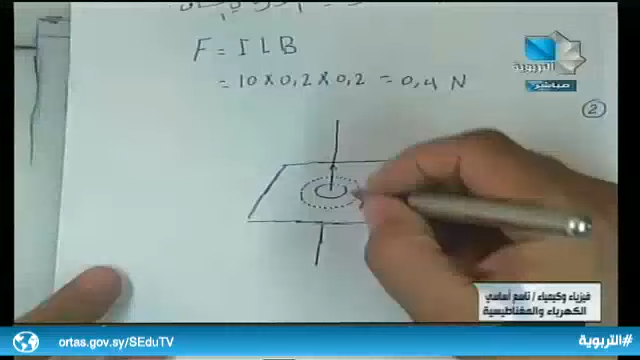 F = I L B
= 10 × 0,2 × 0,2 = 0,4 N
التربوية
مباشر
2
فيزياء وكيمياء / تاسع أساسي
الكهرباء والمغناطيسية
ortas.gov.sy/SEduTV
#التربوية